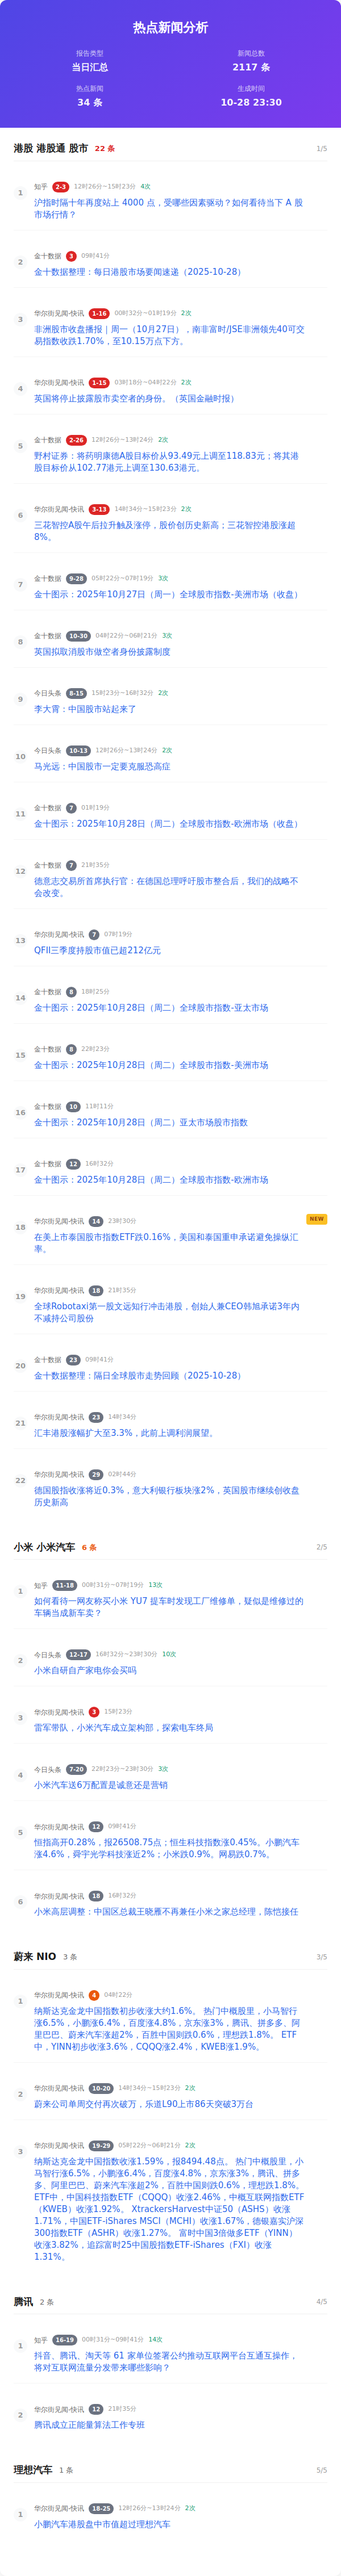 热点新闻分析
报告类型
新闻总数
当日汇总
2117 条
热点新闻
生成时间
34 条
10-28 23:30
港股 港股通 股市 22 条 1/5
1
知乎 2-3 12时26分~15时23分 4次
沪指时隔十年再度站上 4000 点，受哪些因素驱动？如何看待当下 A 股
市场行情？
2
金十数据 3 09时41分
金十数据整理：每日港股市场要闻速递（2025-10-28）
3
华尔街见闻-快讯 1-16 00时32分~01时19分 2次
非洲股市收盘播报｜周一（10月27日），南非富时/JSE非洲领先40可交
易指数收跌1.70%，至10.15万点下方。
4
华尔街见闻-快讯 1-15 03时18分~04时22分 2次
英国将停止披露股市卖空者的身份。（英国金融时报）
5
金十数据 2-26 12时26分~13时24分 2次
野村证券：将药明康德A股目标价从93.49元上调至118.83元；将其港
股目标价从102.77港元上调至130.63港元。
6
华尔街见闻-快讯 3-13 14时34分~15时23分 2次
三花智控A股午后拉升触及涨停，股价创历史新高；三花智控港股涨超
8%。
7
金十数据 9-28 05时22分~07时19分 3次
金十图示：2025年10月27日（周一）全球股市指数-美洲市场（收盘）
8
金十数据 10-30 04时22分~06时21分 3次
英国拟取消股市做空者身份披露制度
9
今日头条 8-15 15时23分~16时32分 2次
李大霄：中国股市站起来了
10
今日头条 10-13 12时26分~13时24分 2次
马光远：中国股市一定要克服恐高症
11
金十数据 7 01时19分
金十图示：2025年10月28日（周二）全球股市指数-欧洲市场（收盘）
12
金十数据 7 21时35分
德意志交易所首席执行官：在德国总理呼吁股市整合后，我们的战略不
会改变。
13
华尔街见闻-快讯 7 07时19分
QFII三季度持股市值已超212亿元
14
金十数据 8 18时25分
金十图示：2025年10月28日（周二）全球股市指数-亚太市场
15
金十数据 8 22时23分
金十图示：2025年10月28日（周二）全球股市指数-美洲市场
16
金十数据 10 11时11分
金十图示：2025年10月28日（周二）亚太市场股市指数
17
金十数据 12 16时32分
金十图示：2025年10月28日（周二）全球股市指数-欧洲市场
18
华尔街见闻-快讯 14 23时30分 NEW
在美上市泰国股市指数ETF跌0.16%，美国和泰国重申承诺避免操纵汇
率。
19
华尔街见闻-快讯 18 21时35分
全球Robotaxi第一股文远知行冲击港股，创始人兼CEO韩旭承诺3年内
不减持公司股份
20
金十数据 23 09时41分
金十数据整理：隔日全球股市走势回顾（2025-10-28）
21
华尔街见闻-快讯 23 14时34分
汇丰港股涨幅扩大至3.3%，此前上调利润展望。
22
华尔街见闻-快讯 29 02时44分
德国股指收涨将近0.3%，意大利银行板块涨2%，英国股市继续创收盘
历史新高
小米 小米汽车 6 条 2/5
1
知乎 11-18 00时31分~07时19分 13次
如何看待一网友称买小米 YU7 提车时发现工厂维修单，疑似是维修过的
车辆当成新车卖？
2
今日头条 12-17 16时32分~23时30分 10次
小米自研自产家电你会买吗
3
华尔街见闻-快讯 3 15时23分
雷军带队，小米汽车成立架构部，探索电车终局
4
今日头条 7-20 22时23分~23时30分 3次
小米汽车送6万配置是诚意还是营销
5
华尔街见闻-快讯 12 09时41分
恒指高开0.28%，报26508.75点；恒生科技指数涨0.45%。小鹏汽车
涨4.6%，舜宇光学科技涨近2%；小米跌0.9%。网易跌0.7%。
6
华尔街见闻-快讯 18 16时32分
小米高层调整：中国区总裁王晓雁不再兼任小米之家总经理，陈恺接任
蔚来 NIO 3 条 3/5
1
华尔街见闻-快讯 4 04时22分
纳斯达克金龙中国指数初步收涨大约1.6%。 热门中概股里，小马智行
涨6.5%，小鹏涨6.4%，百度涨4.8%，京东涨3%，腾讯、拼多多、阿
里巴巴、蔚来汽车涨超2%，百胜中国则跌0.6%，理想跌1.8%。 ETF
中，YINN初步收涨3.6%，CQQQ涨2.4%，KWEB涨1.9%。
2
华尔街见闻-快讯 10-20 14时34分~15时23分 2次
蔚来公司单周交付再次破万，乐道L90上市86天突破3万台
3
华尔街见闻-快讯 19-29 05时22分~06时21分 2次
纳斯达克金龙中国指数收涨1.59%，报8494.48点。 热门中概股里，小
马智行涨6.5%，小鹏涨6.4%，百度涨4.8%，京东涨3%，腾讯、拼多
多、阿里巴巴、蔚来汽车涨超2%，百胜中国则跌0.6%，理想跌1.8%。
ETF中，中国科技指数ETF（CQQQ）收涨2.46%，中概互联网指数ETF
（KWEB）收涨1.92%。 Xtrackers中证50（ASHS）收涨
1.71%，中国ETF-iShares MSCI（MCHI）收涨1.67%，德银嘉实沪深
300指数ETF（ASHR）收涨1.27%。 富时中国3倍做多ETF（YINN）
收涨3.82%，追踪富时25中国股指数ETF-iShares（FXI）收涨
1.31%。
腾讯 2 条 4/5
1
知乎 16-19 00时31分~09时41分 14次
抖音、腾讯、淘天等 61 家单位签署公约推动互联网平台互通互操作，
将对互联网流量分发带来哪些影响？
2
华尔街见闻-快讯 12 21时35分
腾讯成立正能量算法工作专班
理想汽车 1 条 5/5
1
华尔街见闻-快讯 18-25 12时26分~13时24分 2次
小鹏汽车港股盘中市值超过理想汽车